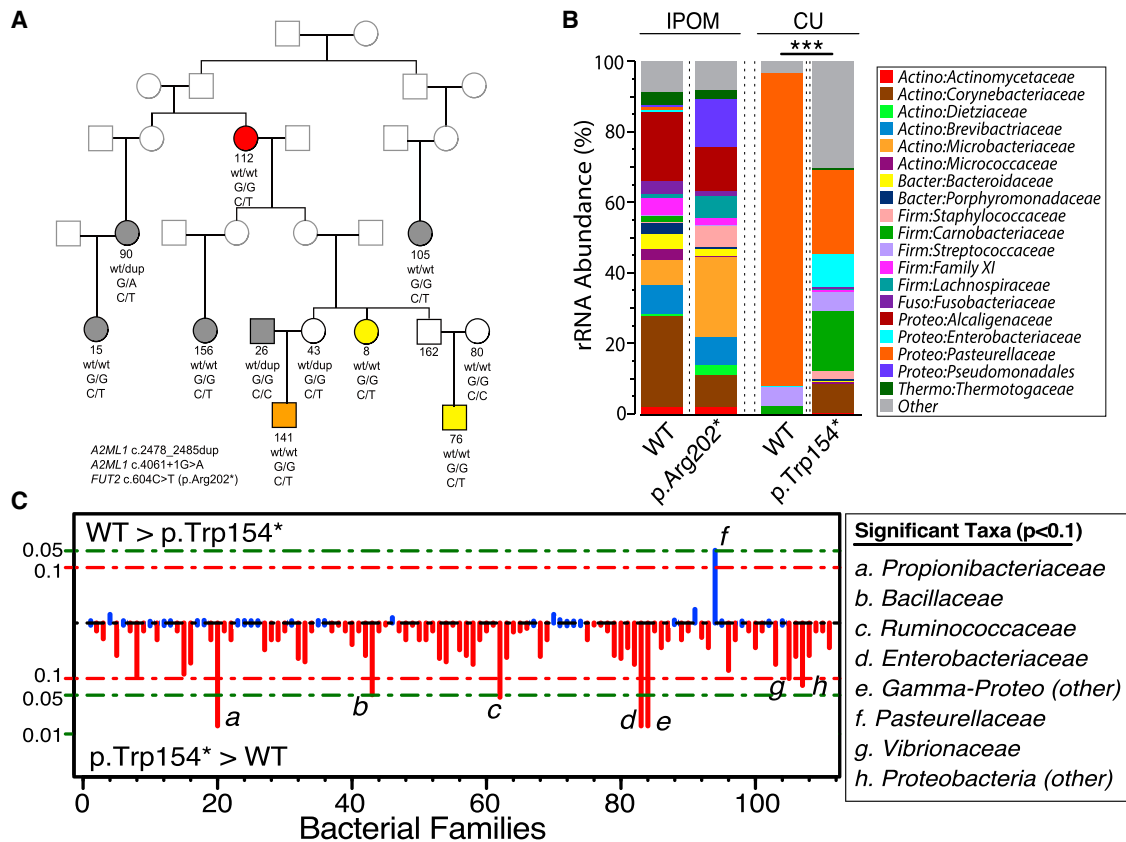 A
112
wt/wt
G/G
C/T
90
wt/dup
G/A
C/T
105
wt/wt
G/G
C/T
15
wt/wt
G/G
C/T
156
wt/wt
G/G
C/T
26
wt/dup
G/G
C/C
43
wt/dup
G/G
C/T
8
wt/wt
G/G
C/T
162
80
wt/wt
G/G
C/C
141
wt/wt
G/G
C/T
76
wt/wt
G/G
C/T
A2ML1 c.2478_2485dup
A2ML1 c.4061+1G>A
FUT2 c.604C>T (p.Arg202*)
B
IPOM
CU
***
rRNA Abundance (%)
100
80
60
40
20
0
WT
p.Arg202*
WT
p.Trp154*
Actino:Actinomycetaceae
Actino:Corynebacteriaceae
Actino:Dietziaceae
Actino:Brevibactriaceae
Actino:Microbacteriaceae
Actino:Micrococcaceae
Bacter:Bacteroidaceae
Bacter:Porphyromonadaceae
Firm:Staphylococcaceae
Firm:Carnobacteriaceae
Firm:Streptococcaceae
Firm:Family XI
Firm:Lachnospiraceae
Fuso:Fusobacteriaceae
Proteo:Alcaligenaceae
Proteo:Enterobacteriaceae
Proteo:Pasteurellaceae
Proteo:Pseudomonadales
Thermo:Thermotogaceae
Other
C
WT > p.Trp154*
0.05
0.1
0.1
0.05
0.01
a
b
c
d
e
f
g
h
p.Trp154* > WT
0
20
40
60
80
100
Bacterial Families
Significant Taxa (p<0.1)
a. Propionibacteriaceae
b. Bacillaceae
c. Ruminococcaceae
d. Enterobacteriaceae
e. Gamma-Proteo (other)
f. Pasteurellaceae
g. Vibrionaceae
h. Proteobacteria (other)